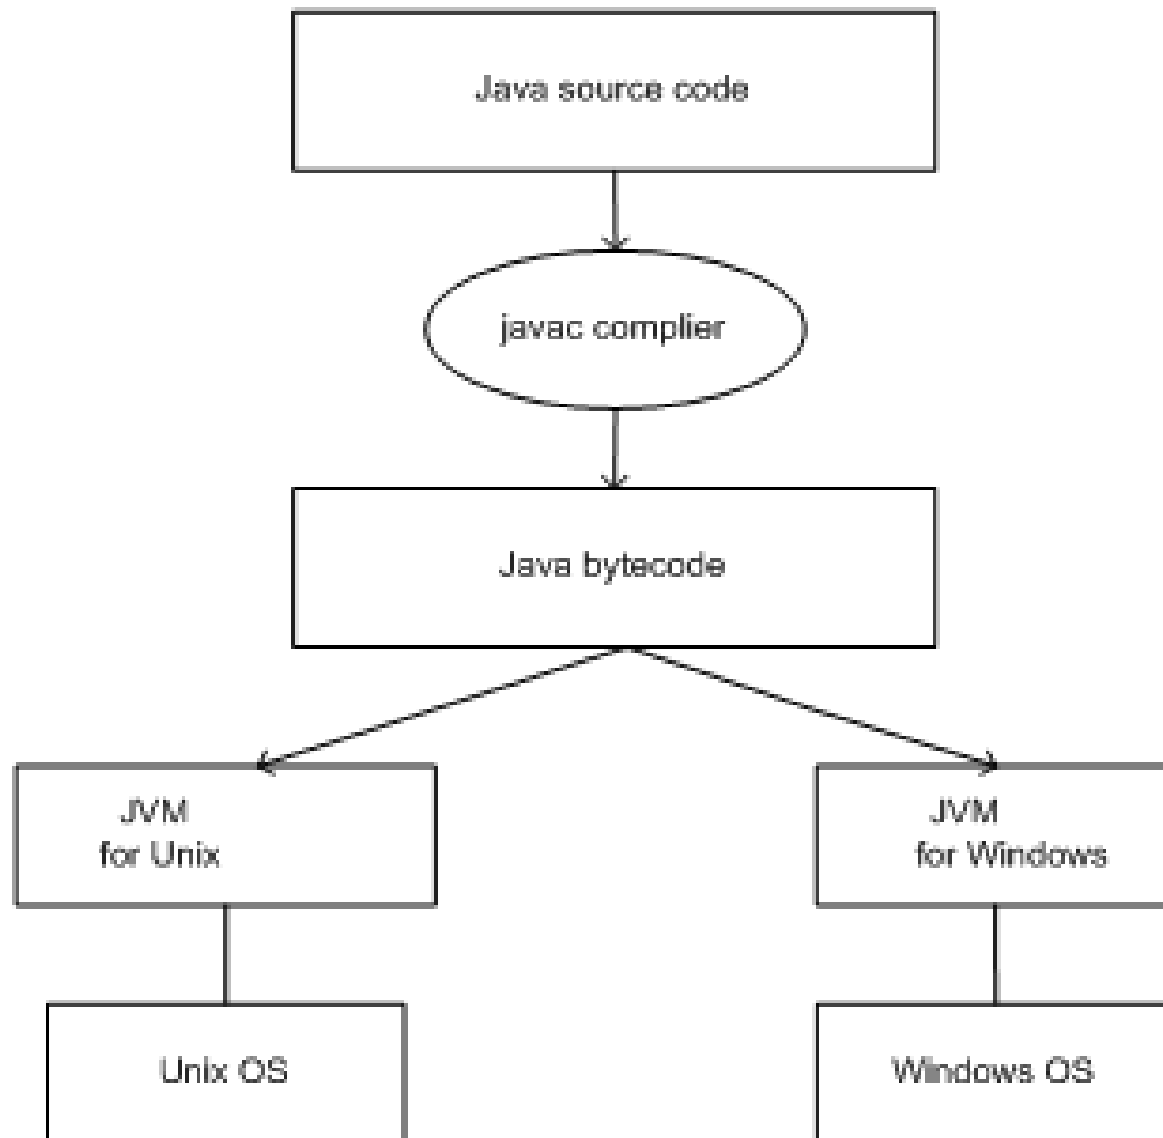 Java source code
javac complier
Java bytecode
JVM
for Unix
JVM
for Windows
Unix OS
Windows OS